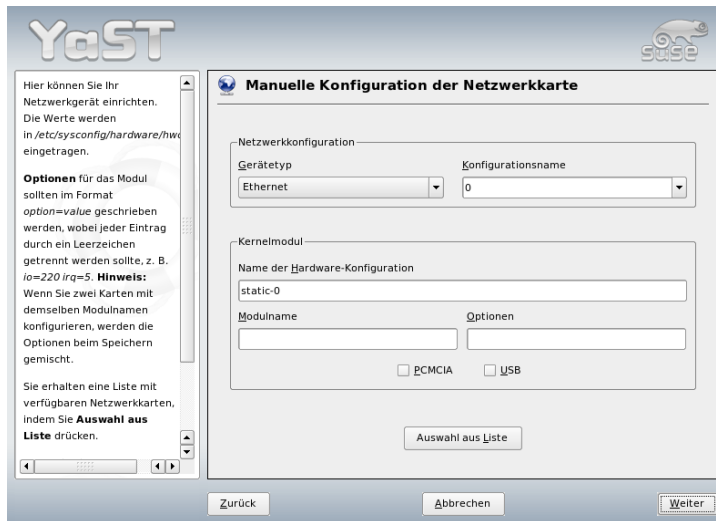 YaST
SUSE
Hier können Sie Ihr
Netzwerkgerät einrichten.
Die Werte werden
in /etc/sysconfig/hardware/hwc
eingetragen.
Optionen für das Modul
sollten im Format
option=value geschrieben
werden, wobei jeder Eintrag
durch ein Leerzeichen
getrennt werden sollte, z. B.
io=220 irq=5. Hinweis:
Wenn Sie zwei Karten mit
demselben Modulnamen
konfigurieren, werden die
Optionen beim Speichern
gemischt.
Sie erhalten eine Liste mit
verfügbaren Netzwerkkarten,
indem Sie Auswahl aus
Liste drücken.
Manuelle Konfiguration der Netzwerkkarte
Netzwerkkonfiguration
Gerätetyp Konfigurationsname
Ethernet 0
Kernelmodul
Name der Hardware-Konfiguration
static-0
Modulname Optionen
PCMCIA USB
Auswahl aus Liste
Zurück Abbrechen Weiter